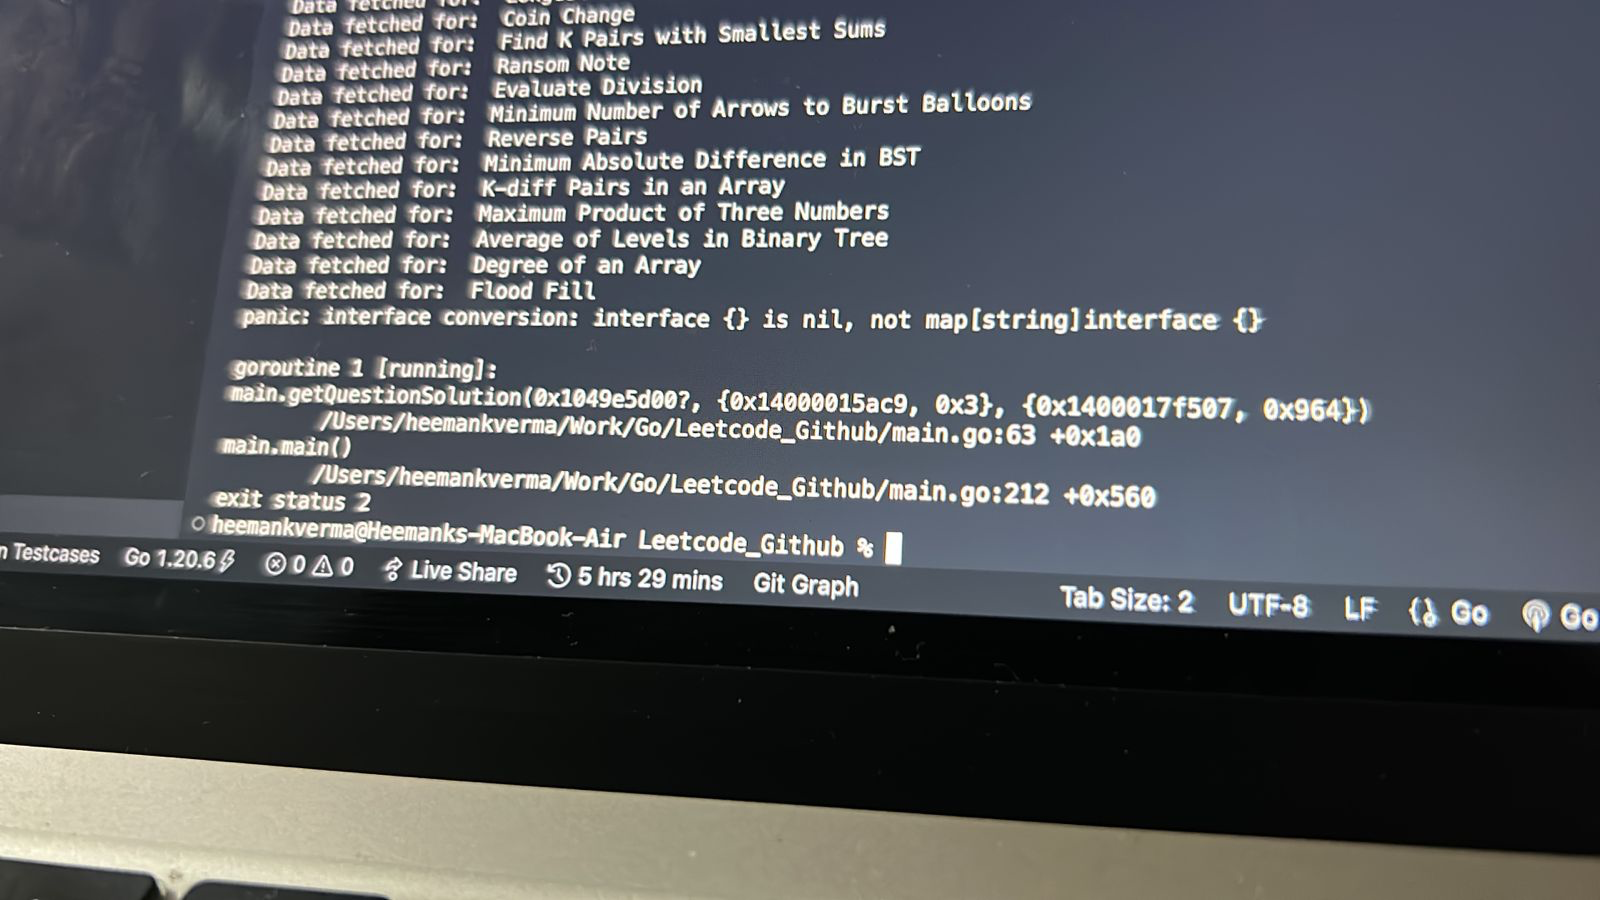 Data fetched for:
Data fetched for:  Coin Change
Data fetched for:  Find K Pairs with Smallest Sums
Data fetched for:  Ransom Note
Data fetched for:  Evaluate Division
Data fetched for:  Minimum Number of Arrows to Burst Balloons
Data fetched for:  Reverse Pairs
Data fetched for:  Minimum Absolute Difference in BST
Data fetched for:  K-diff Pairs in an Array
Data fetched for:  Maximum Product of Three Numbers
Data fetched for:  Average of Levels in Binary Tree
Data fetched for:  Degree of an Array
Data fetched for:  Flood Fill
panic: interface conversion: interface {} is nil, not map[string]interface {}
goroutine 1 [running]:
main.getQuestionSolution(0x1049e5d00?, {0x14000015ac9, 0x3}, {0x1400017f507, 0x964})
/Users/heemankverma/Work/Go/Leetcode_Github/main.go:63 +0x1a0
main.main()
/Users/heemankverma/Work/Go/Leetcode_Github/main.go:212 +0x560
exit status 2
heemankverma@Heemanks-MacBook-Air Leetcode_Github %
n Testcases  Go 1.20.6  0  0  Live Share  5 hrs 29 mins  Git Graph  Tab Size: 2  UTF-8  LF  {} Go  Go